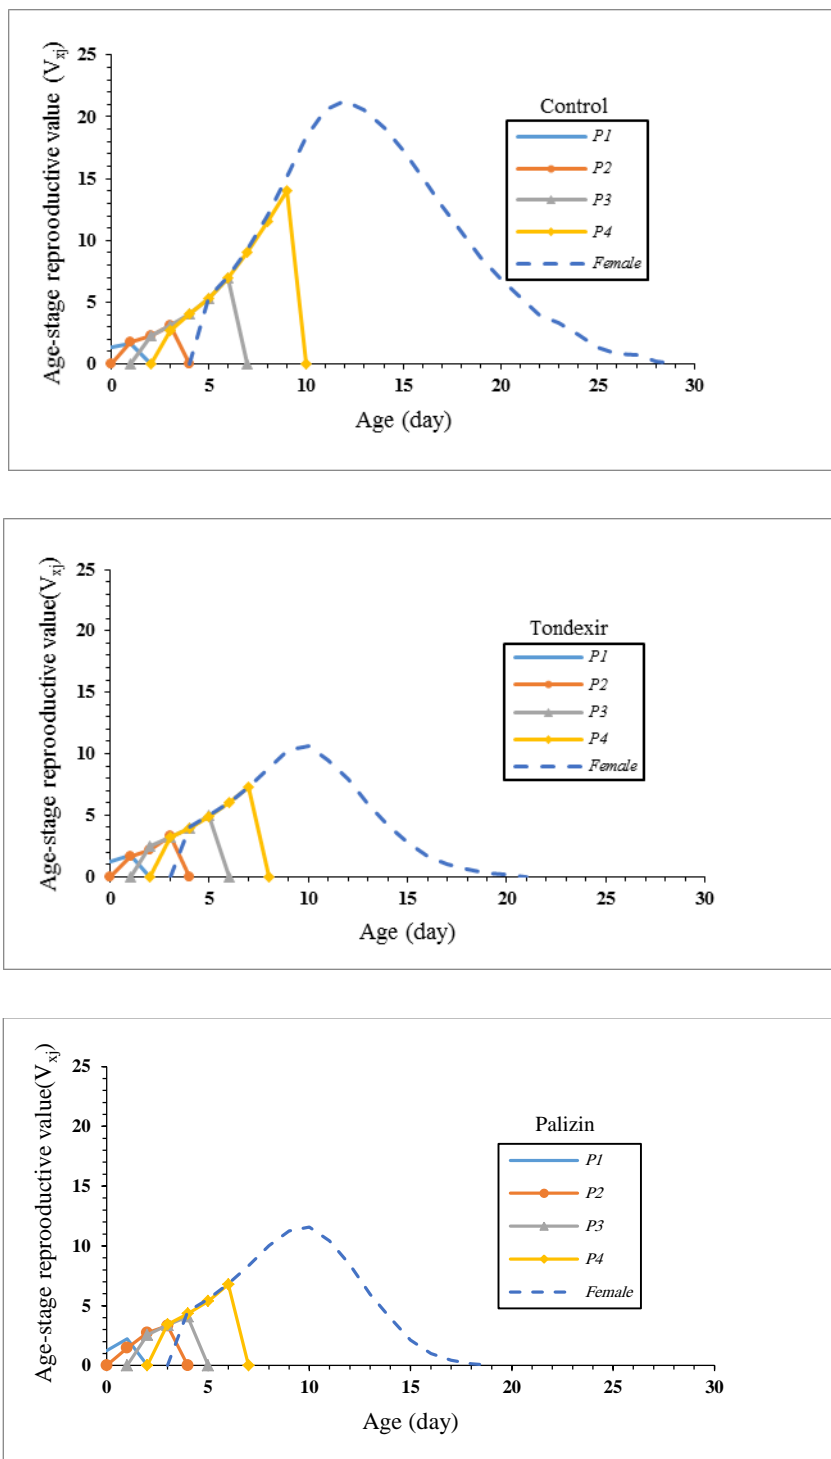 Age-stage reprooductive value (Vxj)
25
20
15
10
5
0
0 5 10 15 20 25 30
Age (day)
Control
P1
P2
P3
P4
Female
Age-stage reprooductive value(Vxj)
25
20
15
10
5
0
0 5 10 15 20 25 30
Age (day)
Tondexir
P1
P2
P3
P4
Female
Age-stage reprooductive value(Vxj)
25
20
15
10
5
0
0 5 10 15 20 25 30
Age (day)
Palizin
P1
P2
P3
P4
Female